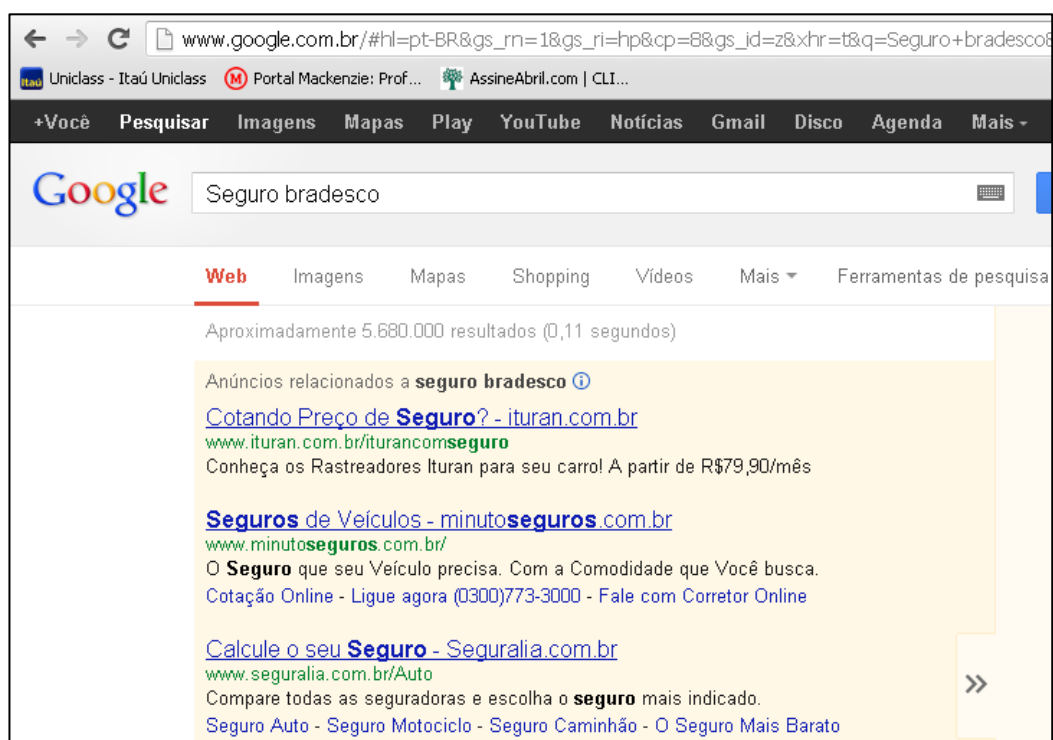 www.google.com.br/#hl=pt-BR&gs_rn=1&gs_ri=hp&cp=8&gs_id=z&xhr=t&q=Seguro+bradesco&
Itaú Uniclass - Itaú Uniclass M Portal Mackenzie: Prof... AssineAbril.com | CLI...
+Você Pesquisar Imagens Mapas Play YouTube Notícias Gmail Disco Agenda Mais
Google Seguro bradesco
Web Imagens Mapas Shopping Vídeos Mais Ferramentas de pesquisa
Aproximadamente 5.680.000 resultados (0,11 segundos)
Anúncios relacionados a seguro bradesco
Cotando Preço de Seguro? - ituran.com.br
www.ituran.com.br/iturancomseguro
Conheça os Rastreadores Ituran para seu carro! A partir de R$79,90/mês
Seguros de Veículos - minutoseguros.com.br
www.minutoseguros.com.br/
O Seguro que seu Veículo precisa. Com a Comodidade que Você busca.
Cotação Online - Ligue agora (0300)773-3000 - Fale com Corretor Online
Calcule o seu Seguro - Seguralia.com.br
www.seguralia.com.br/Auto
Compare todas as seguradoras e escolha o seguro mais indicado.
Seguro Auto - Seguro Motociclo - Seguro Caminhão - O Seguro Mais Barato